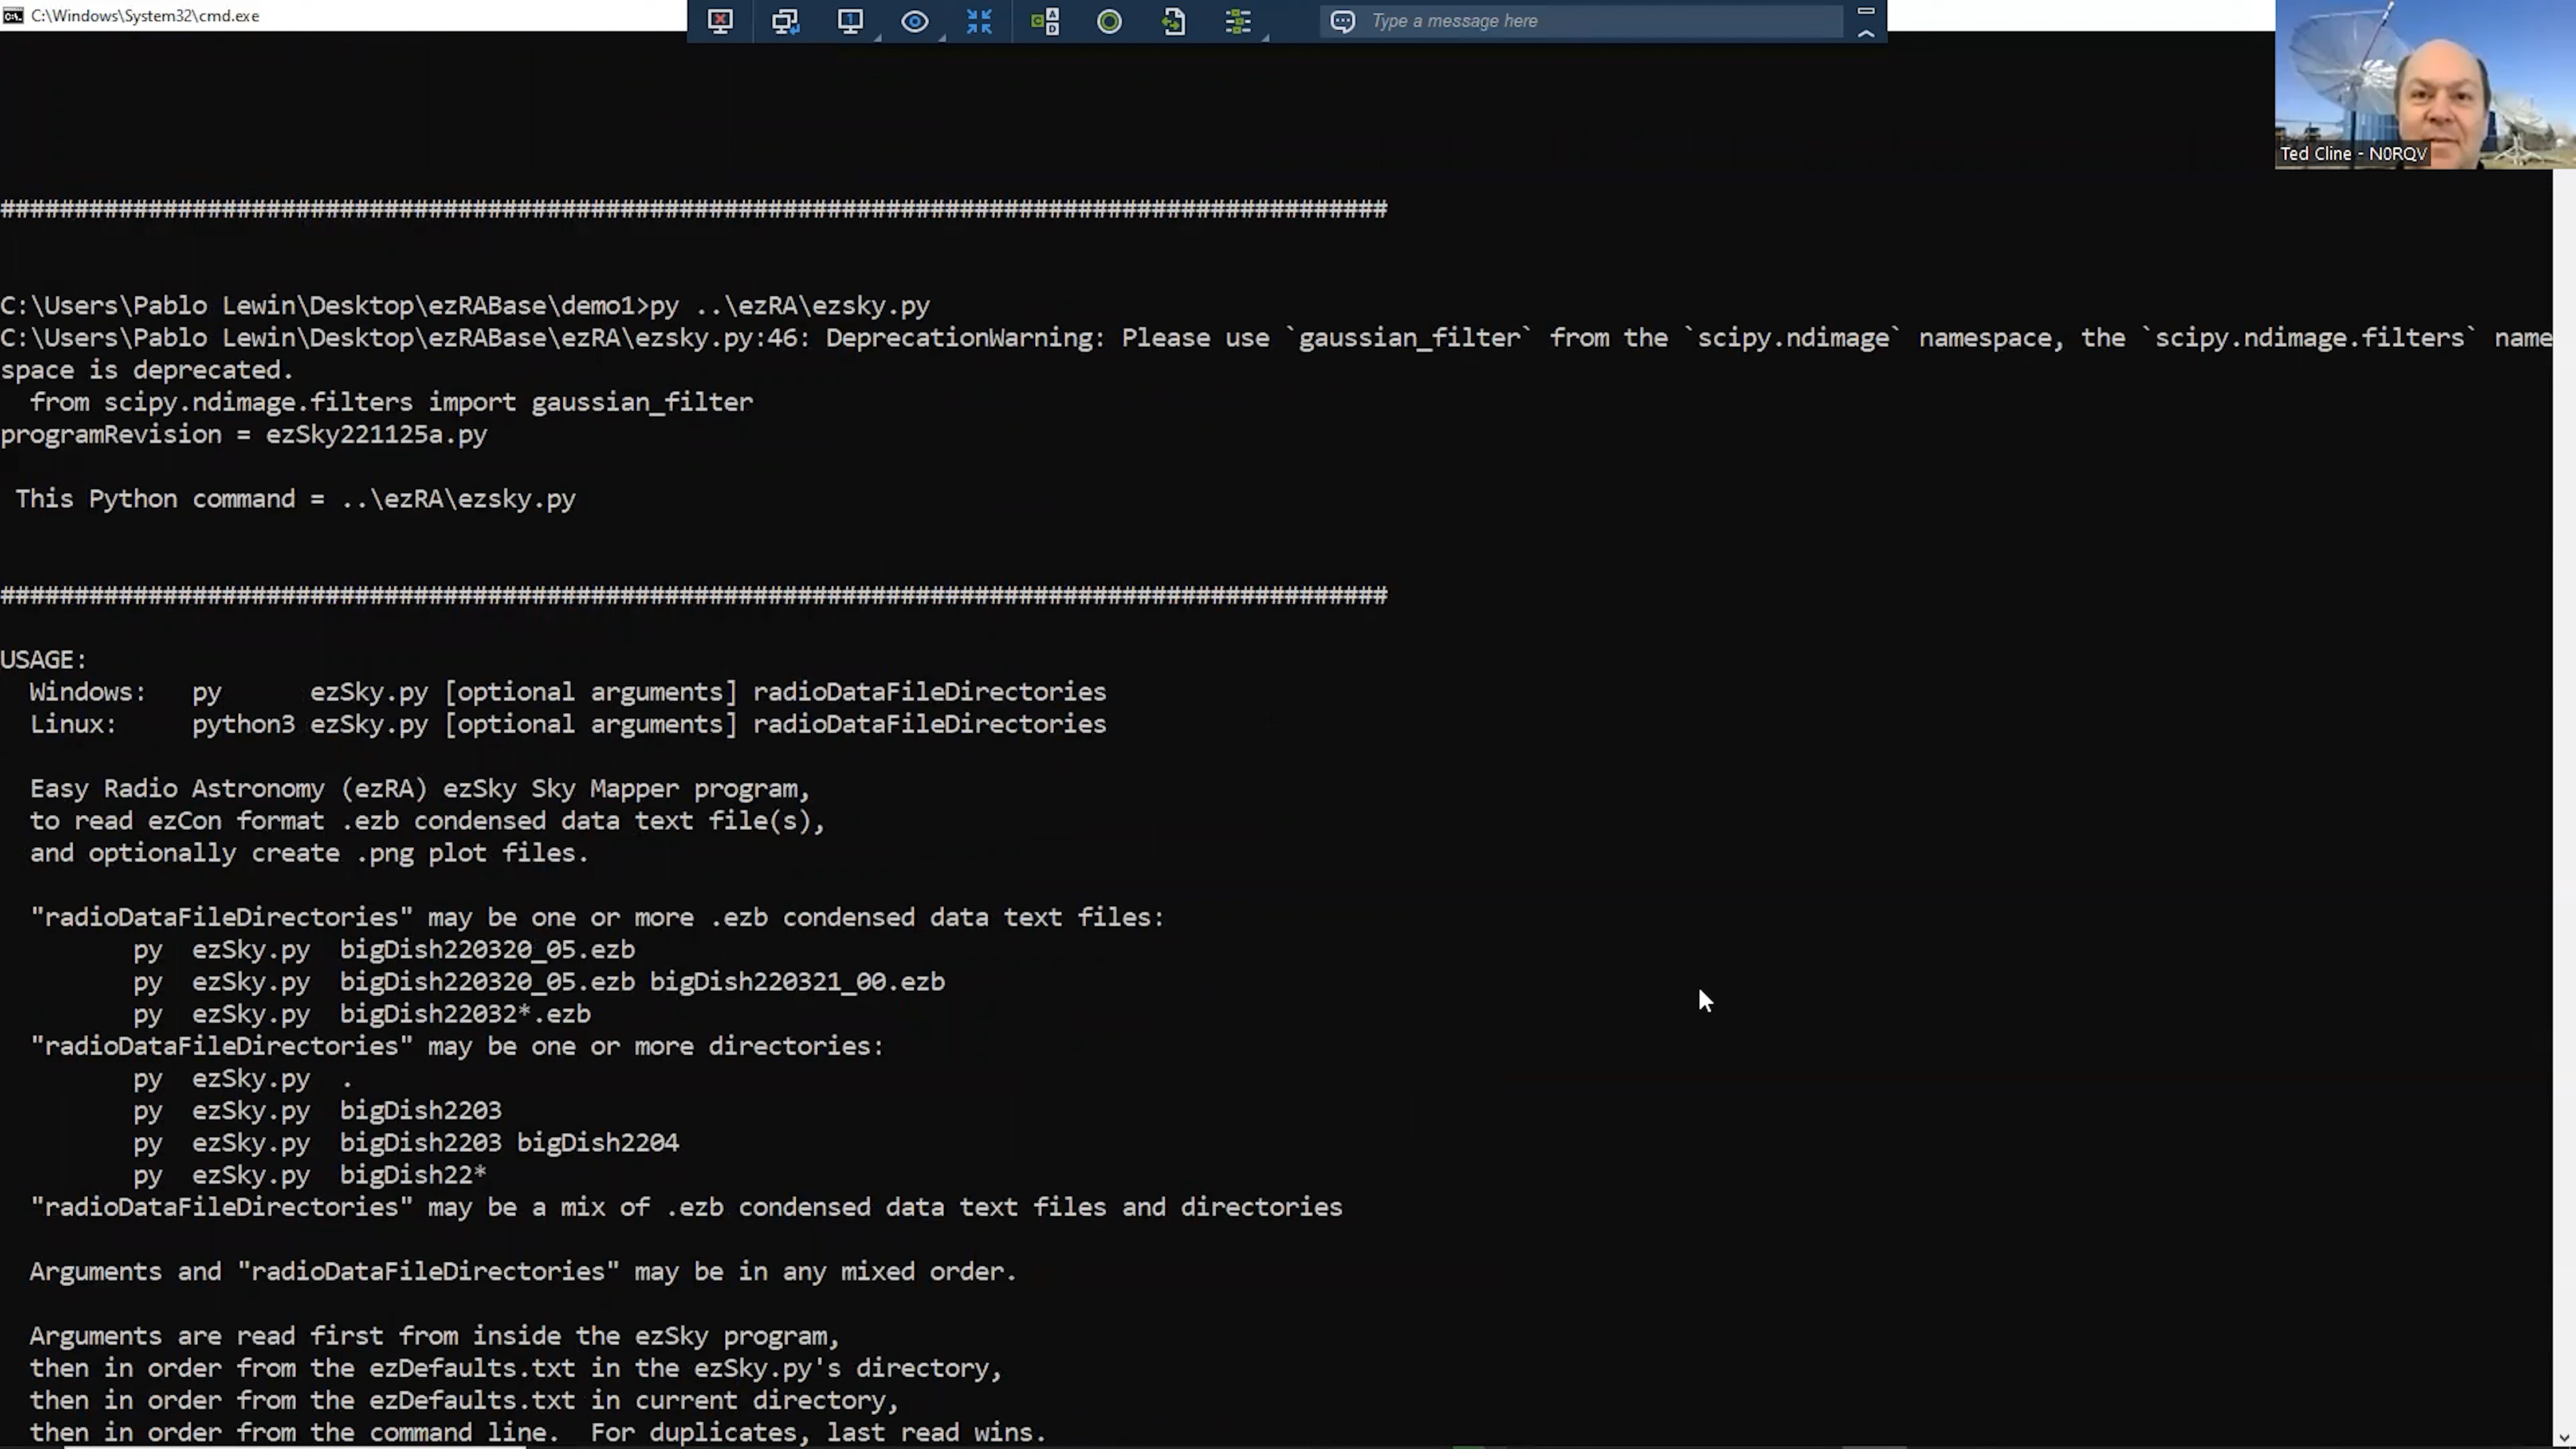 C:\Windows\System32\cmd.exe
Type a message here
Ted Cline - N0RQV
##############################################################################################
C:\Users\Pablo Lewin\Desktop\ezRABase\demo1>py ..\ezRA\ezsky.py
C:\Users\Pablo Lewin\Desktop\ezRABase\ezRA\ezsky.py:46: DeprecationWarning: Please use `gaussian_filter` from the `scipy.ndimage` namespace, the `scipy.ndimage.filters` name
space is deprecated.
  from scipy.ndimage.filters import gaussian_filter
programRevision = ezSky221125a.py
 This Python command = ..\ezRA\ezsky.py
##############################################################################################
USAGE:
  Windows:   py      ezSky.py [optional arguments] radioDataFileDirectories
  Linux:     python3 ezSky.py [optional arguments] radioDataFileDirectories
  Easy Radio Astronomy (ezRA) ezSky Sky Mapper program,
  to read ezCon format .ezb condensed data text file(s),
  and optionally create .png plot files.
  "radioDataFileDirectories" may be one or more .ezb condensed data text files:
         py  ezSky.py  bigDish220320_05.ezb
         py  ezSky.py  bigDish220320_05.ezb bigDish220321_00.ezb
         py  ezSky.py  bigDish22032*.ezb
  "radioDataFileDirectories" may be one or more directories:
         py  ezSky.py  .
         py  ezSky.py  bigDish2203
         py  ezSky.py  bigDish2203 bigDish2204
         py  ezSky.py  bigDish22*
  "radioDataFileDirectories" may be a mix of .ezb condensed data text files and directories
  Arguments and "radioDataFileDirectories" may be in any mixed order.
  Arguments are read first from inside the ezSky program,
  then in order from the ezDefaults.txt in the ezSky.py's directory,
  then in order from the ezDefaults.txt in current directory,
  then in order from the command line.  For duplicates, last read wins.